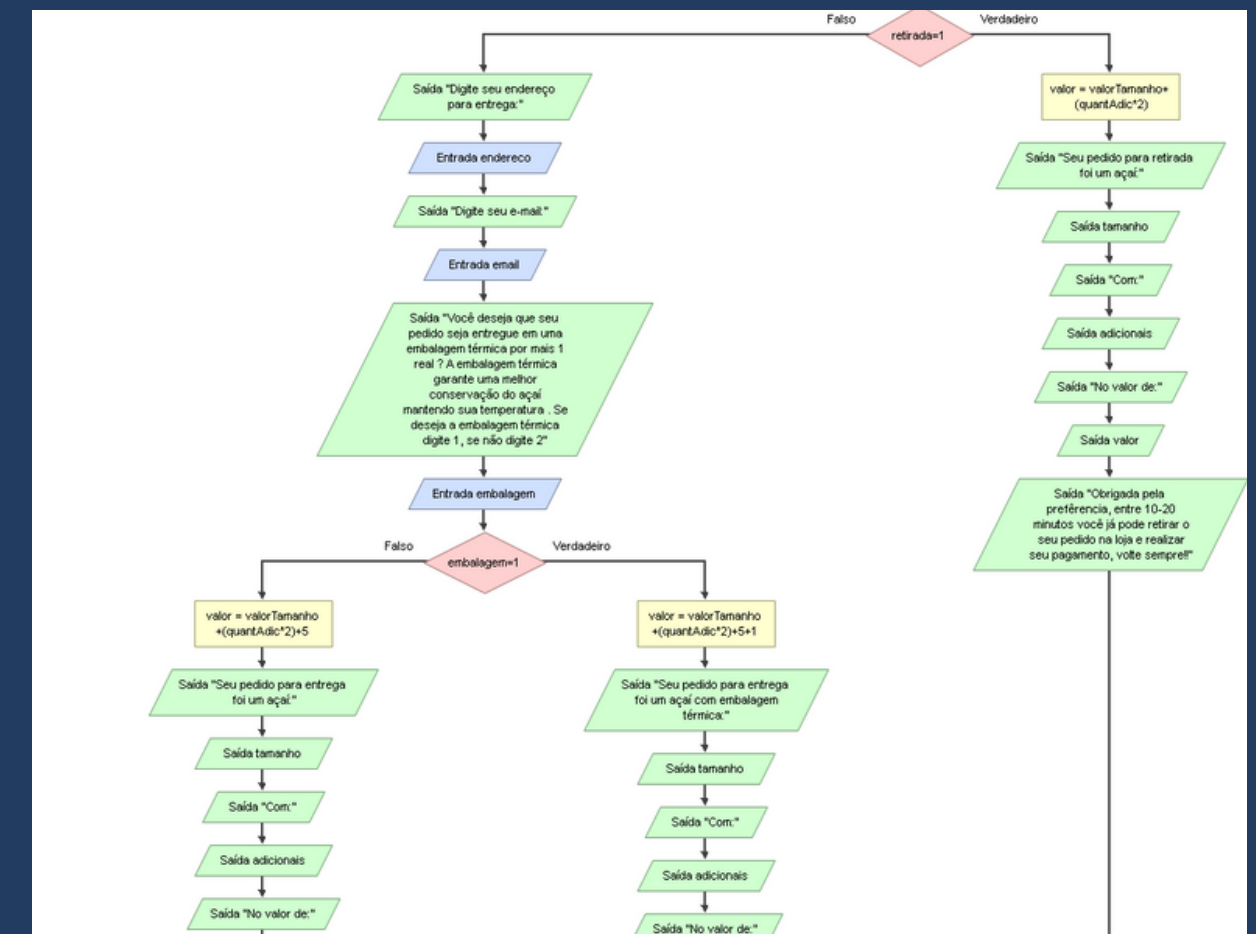 Falso
Verdadeiro
retirada=1
Saída "Digite seu endereço
para entrega:"
Entrada endereco
Saída "Digite seu e-mail:"
Entrada email
Saída "Você deseja que seu
pedido seja entregue em uma
embalagem térmica por mais 1
real ? A embalagem térmica
garante uma melhor
conservação do açaí
mantendo sua temperatura . Se
deseja a embalagem térmica
digite 1, se não digite 2"
Entrada embalagem
Falso
Verdadeiro
embalagem=1
valor = valorTamanho
+(quantAdic*2)+5
Saída "Seu pedido para entrega
foi um açaí:"
Saída tamanho
Saída "Com:"
Saída adicionais
Saída "No valor de:"
valor = valorTamanho
+(quantAdic*2)+5+1
Saída "Seu pedido para entrega
foi um açaí com embalagem
térmica:"
Saída tamanho
Saída "Com:"
Saída adicionais
Saída "No valor de:"
valor = valorTamanho+
(quantAdic*2)
Saída "Seu pedido para retirada
foi um açaí:"
Saída tamanho
Saída "Com:"
Saída adicionais
Saída "No valor de:"
Saída valor
Saída "Obrigada pela
prefêrencia, entre 10-20
minutos você já pode retirar o
seu pedido na loja e realizar
seu pagamento, volte sempre!!"